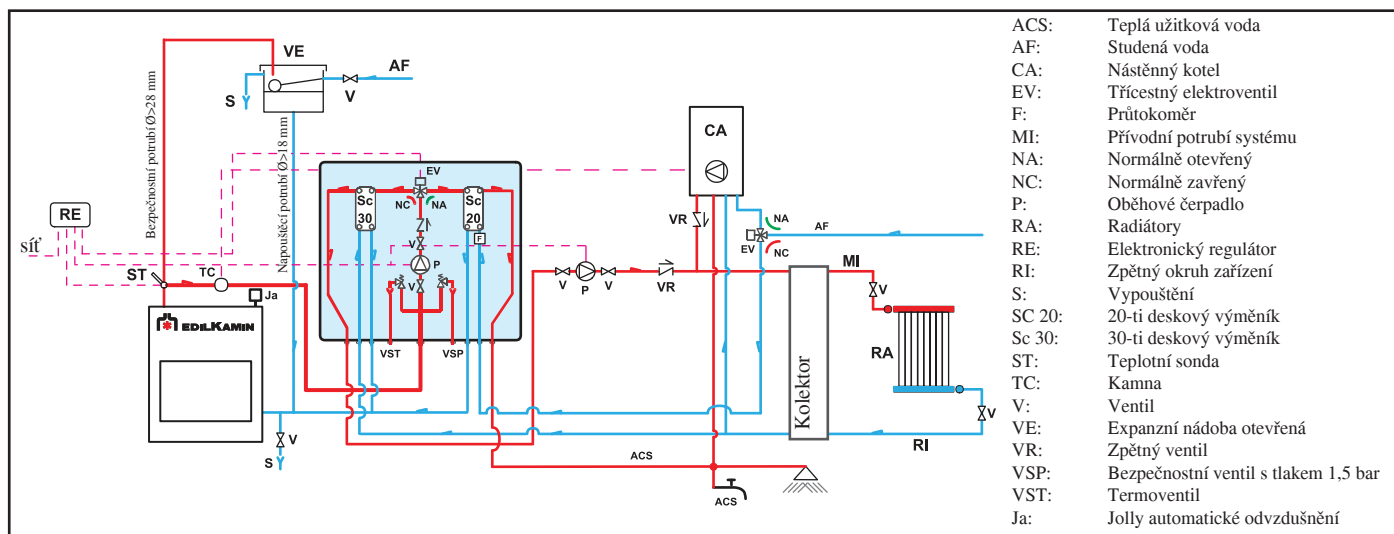 VE
AF
S
V
Bezpečnostní potrubí Ø>28 mm
Napouštěcí potrubí Ø>18 mm
RE
síť
ST
TC
Ja
EDILKAMIN
V
S
EV
Sc
30
NC
NA
Sc
20
F
V
P
V
VST
VSP
CA
VR
NA
EV
NC
AF
V
P
V
VR
MI
V
RA
V
RI
Kolektor
ACS
ACS
ACS: Teplá užitková voda
AF: Studená voda
CA: Nástěnný kotel
EV: Třícestný elektroventil
F: Průtokoměr
MI: Přívodní potrubí systému
NA: Normálně otevřený
NC: Normálně zavřený
P: Oběhové čerpadlo
RA: Radiátory
RE: Elektronický regulátor
RI: Zpětný okruh zařízení
S: Vypouštění
SC 20: 20-ti deskový výměník
Sc 30: 30-ti deskový výměník
ST: Teplotní sonda
TC: Kamna
V: Ventil
VE: Expanzní nádoba otevřená
VR: Zpětný ventil
VSP: Bezpečnostní ventil s tlakem 1,5 bar
VST: Termoventil
Ja: Jolly automatické odvzdušnění